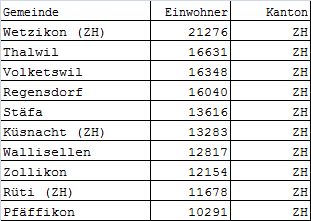 Gemeinde Einwohner Kanton
Wetzikon (ZH) 21276 ZH
Thalwil 16631 ZH
Volketswil 16348 ZH
Regensdorf 16040 ZH
Stäfa 13616 ZH
Küsnacht (ZH) 13283 ZH
Wallisellen 12817 ZH
Zollikon 12154 ZH
Rüti (ZH) 11678 ZH
Pfäffikon 10291 ZH